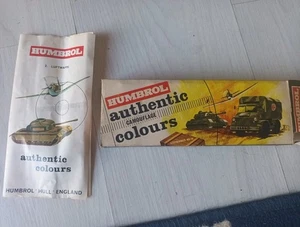 HUMBROL
authentic
colours
HUMBROL HULL ENGLAND
HUMBROL
authentic
CAMOUFLAGE
colours